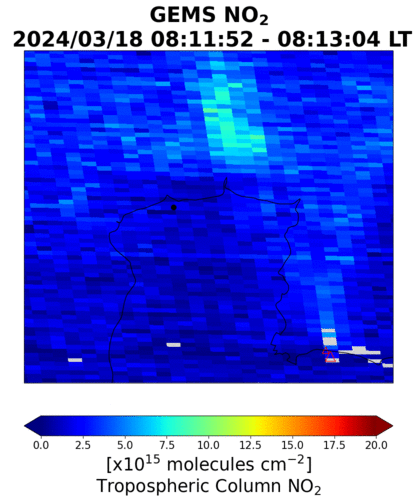 GEMS NO₂
2024/03/18 08:11:52 - 08:13:04 LT
0.0 2.5 5.0 7.5 10.0 12.5 15.0 17.5 20.0
[x10¹⁵ molecules cm⁻²]
Tropospheric Column NO₂